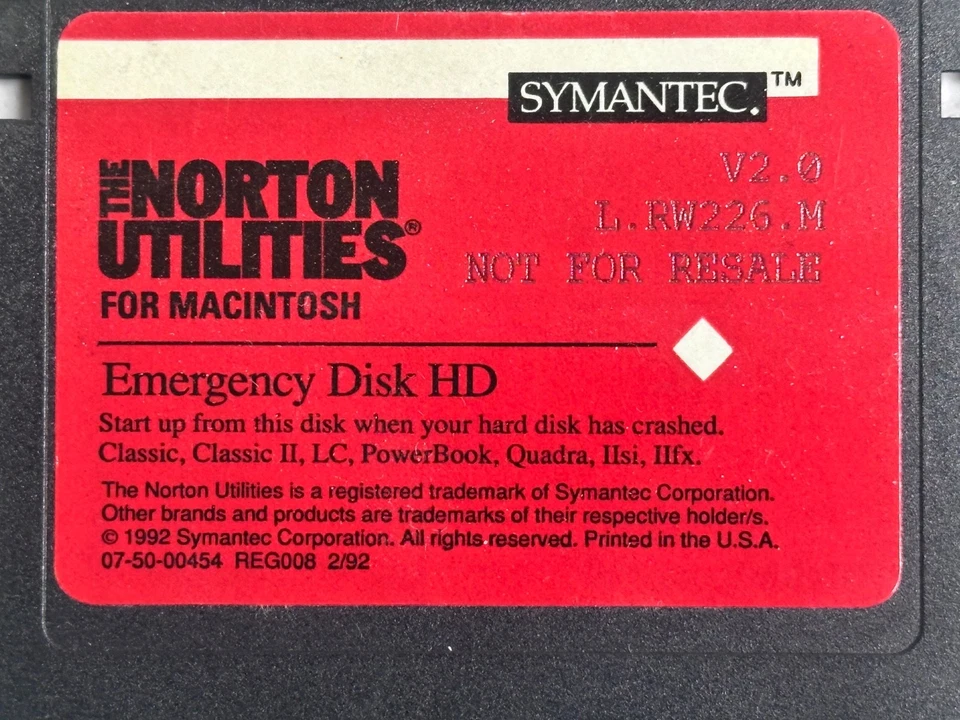 SYMANTEC.™
V2.0
L.RW226.M
NOT FOR RESALE
THE NORTON
UTILITIES®
FOR MACINTOSH
Emergency Disk HD
Start up from this disk when your hard disk has crashed.
Classic, Classic II, LC, PowerBook, Quadra, IIsi, IIfx.
The Norton Utilities is a registered trademark of Symantec Corporation.
Other brands and products are trademarks of their respective holder/s.
© 1992 Symantec Corporation. All rights reserved. Printed in the U.S.A.
07-50-00454 REG008 2/92